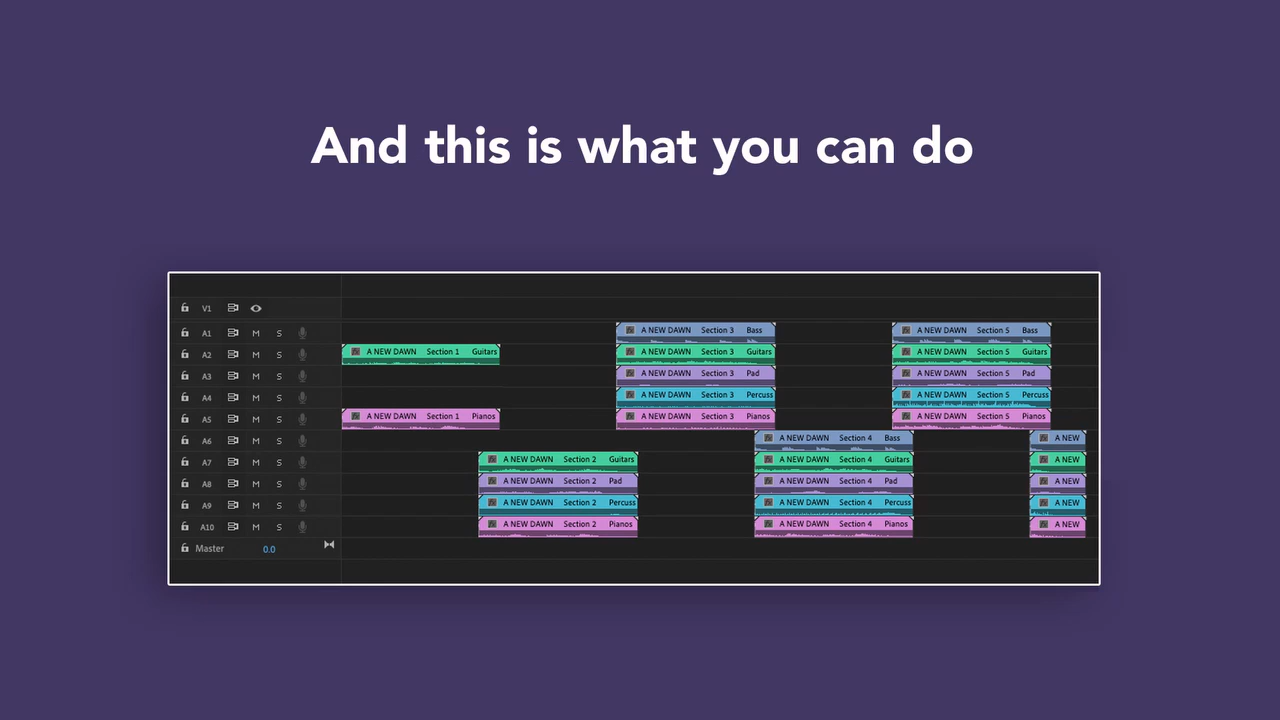 And this is what you can do
V1
A1 M S A NEW DAWN Section 3 Bass A NEW DAWN Section 5 Bass
A2 M S A NEW DAWN Section 1 Guitars A NEW DAWN Section 3 Guitars A NEW DAWN Section 5 Guitars
A3 M S A NEW DAWN Section 3 Pad A NEW DAWN Section 5 Pad
A4 M S A NEW DAWN Section 3 Percuss A NEW DAWN Section 5 Percuss
A5 M S A NEW DAWN Section 1 Pianos A NEW DAWN Section 3 Pianos A NEW DAWN Section 5 Pianos
A6 M S A NEW DAWN Section 4 Bass A NEW
A7 M S A NEW DAWN Section 2 Guitars A NEW DAWN Section 4 Guitars A NEW
A8 M S A NEW DAWN Section 2 Pad A NEW DAWN Section 4 Pad A NEW
A9 M S A NEW DAWN Section 2 Percuss A NEW DAWN Section 4 Percuss A NEW
A10 M S A NEW DAWN Section 2 Pianos A NEW DAWN Section 4 Pianos A NEW
Master 0.0